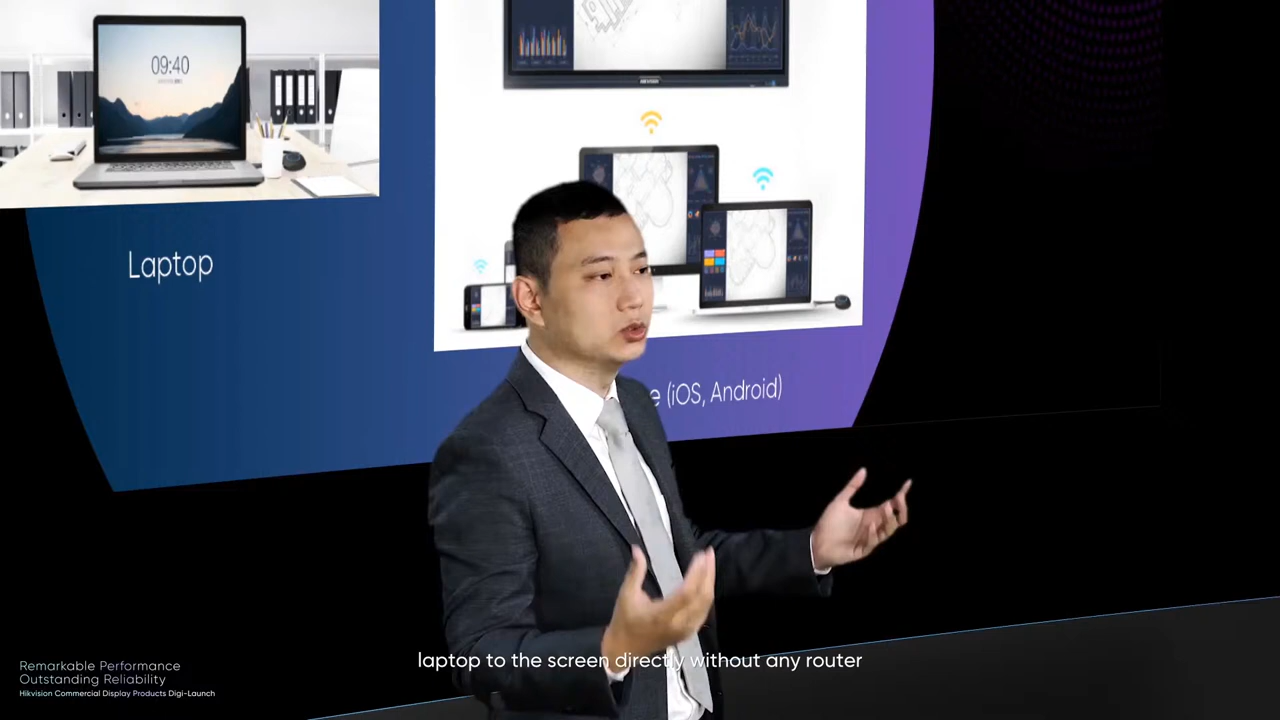 09:40
HIKVISION
Laptop
e (iOS, Android)
laptop to the screen directly without any router
Remarkable Performance
Outstanding Reliability
Hikvision Commercial Display Products Digi-Launch